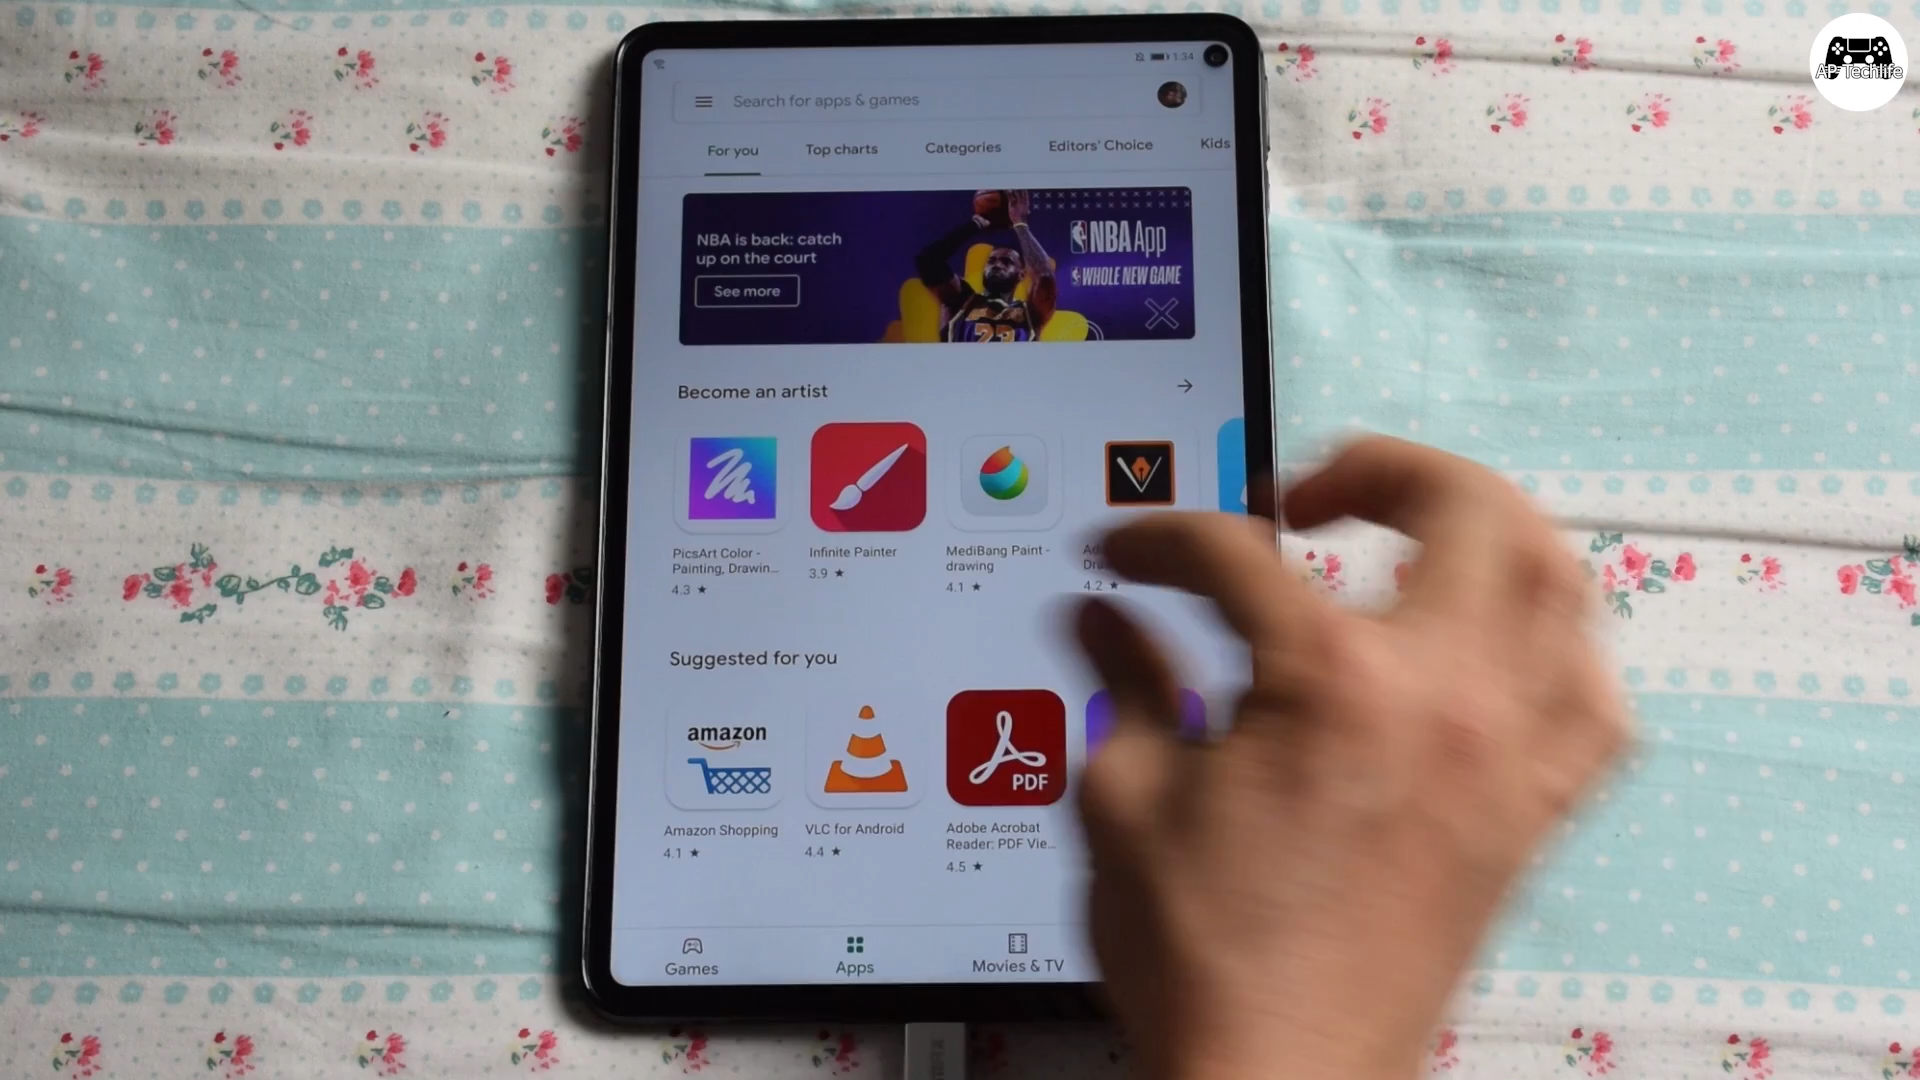 AP Techlife
1:34
Search for apps & games
For you
Top charts
Categories
Editors' Choice
Kids
NBA is back: catch
up on the court
See more
NBA App
WHOLE NEW GAME
23
Become an artist
PicsArt Color -
Painting, Drawin...
4.3 ★
Infinite Painter
3.9 ★
MediBang Paint -
drawing
4.1 ★
4.2 ★
Suggested for you
amazon
PDF
Amazon Shopping
4.1 ★
VLC for Android
4.4 ★
Adobe Acrobat
Reader: PDF Vie...
4.5 ★
Games
Apps
Movies & TV